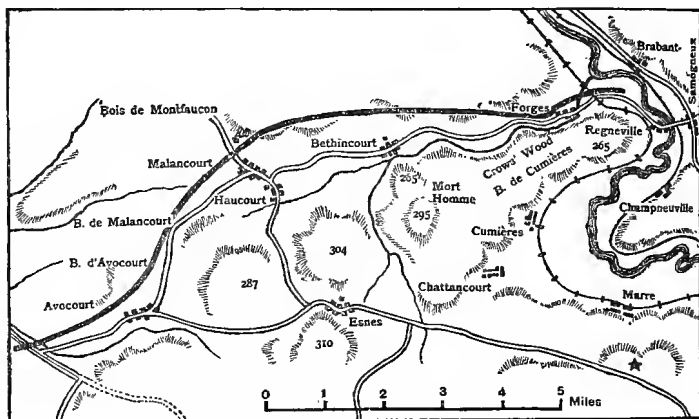 Brabant
Samogneux
Bois de Montfaucon
Forges
Bethincourt
Regneville
265
Malancourt
Crows' Wood
B. de Cumières
265
Mort
Homme
295
Haucourt
Champneuville
B. de Malancourt
Cumières
304
B. d'Avocourt
287
Chattancourt
Avocourt
Marre
Esnes
310
0 1 2 3 4 5 Miles